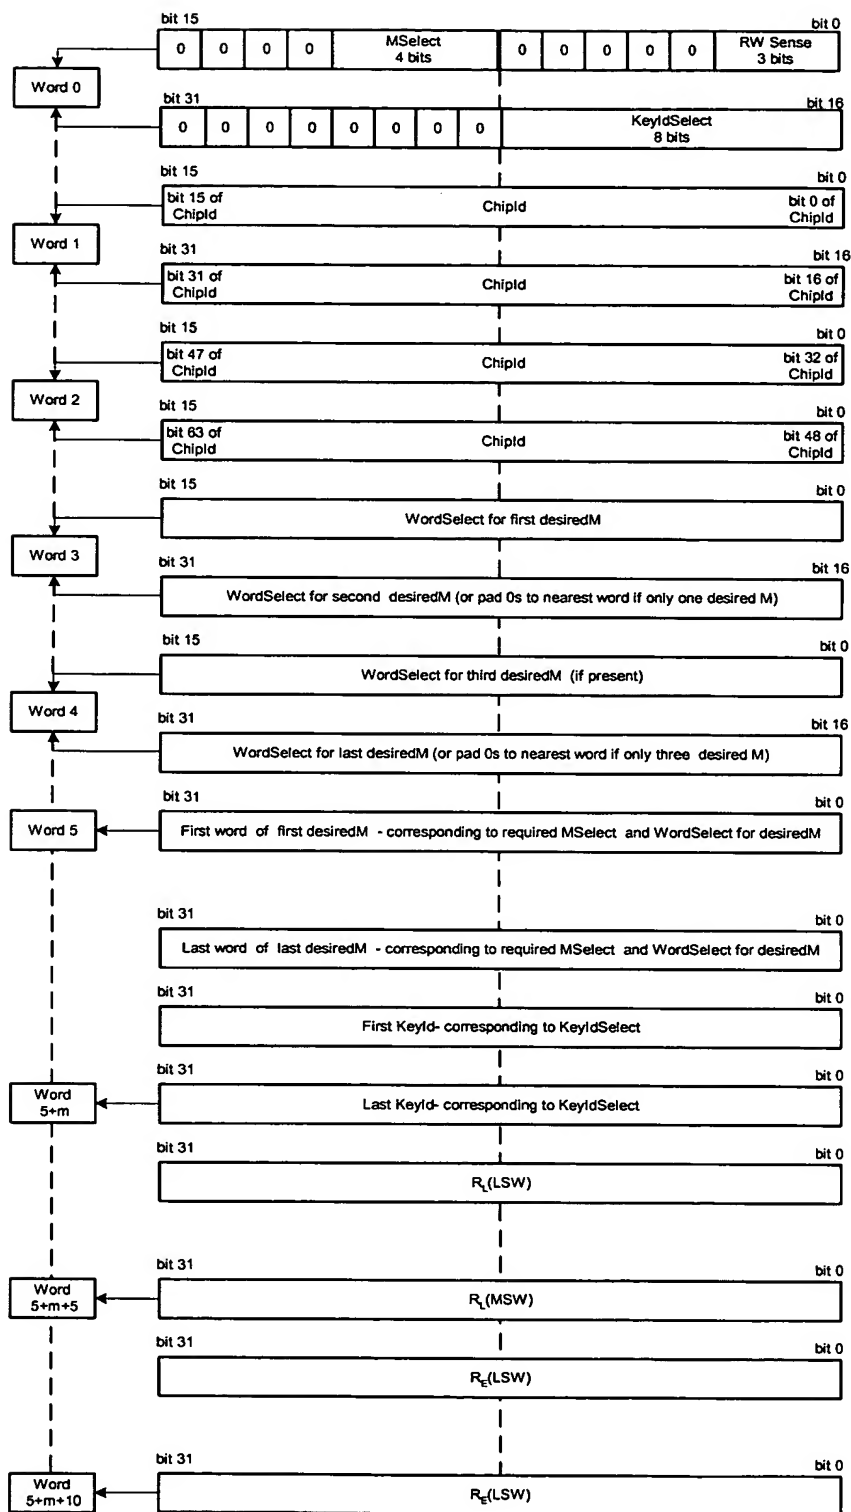 bit 15
bit 0
0 0 0 0 MSelect 0 0 0 0 0 RW Sense
4 bits 3 bits
Word 0
bit 31
bit 16
0 0 0 0 0 0 0 0 KeyIdSelect
8 bits
bit 15
bit 0
bit 15 of ChipId bit 0 of
ChipId ChipId
Word 1
bit 31
bit 16
bit 31 of ChipId bit 16 of
ChipId ChipId
bit 15
bit 0
bit 47 of ChipId bit 32 of
ChipId ChipId
Word 2
bit 15
bit 0
bit 63 of ChipId bit 48 of
ChipId ChipId
bit 15
bit 0
WordSelect for first desiredM
Word 3
bit 31
bit 16
WordSelect for second desiredM (or pad 0s to nearest word if only one desired M)
bit 15
bit 0
WordSelect for third desiredM (if present)
Word 4
bit 31
bit 16
WordSelect for last desiredM (or pad 0s to nearest word if only three desired M)
bit 31
bit 0
Word 5
First word of first desiredM - corresponding to required MSelect and WordSelect for desiredM
bit 31
bit 0
Last word of last desiredM - corresponding to required MSelect and WordSelect for desiredM
bit 31
bit 0
First KeyId- corresponding to KeyIdSelect
bit 31
bit 0
Word
5+m
Last KeyId- corresponding to KeyIdSelect
bit 31
bit 0
RL(LSW)
bit 31
bit 0
Word
5+m+5
RL(MSW)
bit 31
bit 0
RE(LSW)
bit 31
bit 0
Word
5+m+10
RE(LSW)